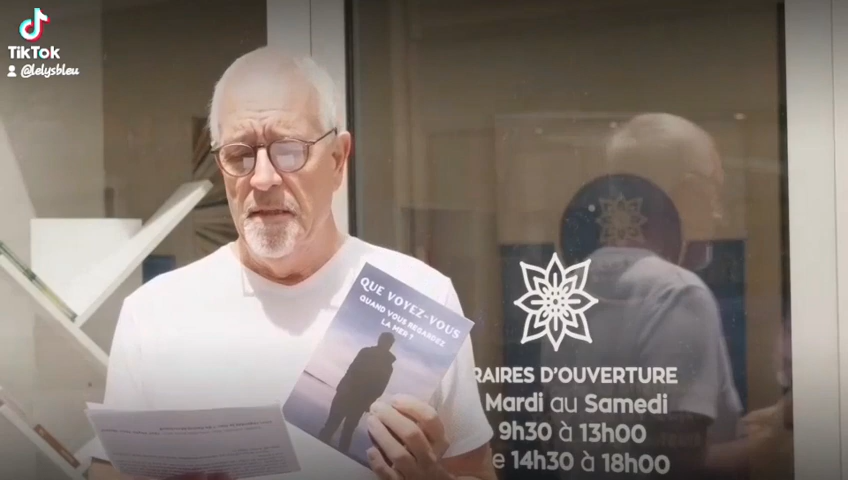 TikTok
@lelysbleu
QUE VOYEZ-VOUS
QUAND VOUS REGARDEZ
LA MER ?
RAIRES D'OUVERTURE
Mardi au Samedi
9h30 à 13h00
e 14h30 à 18h00